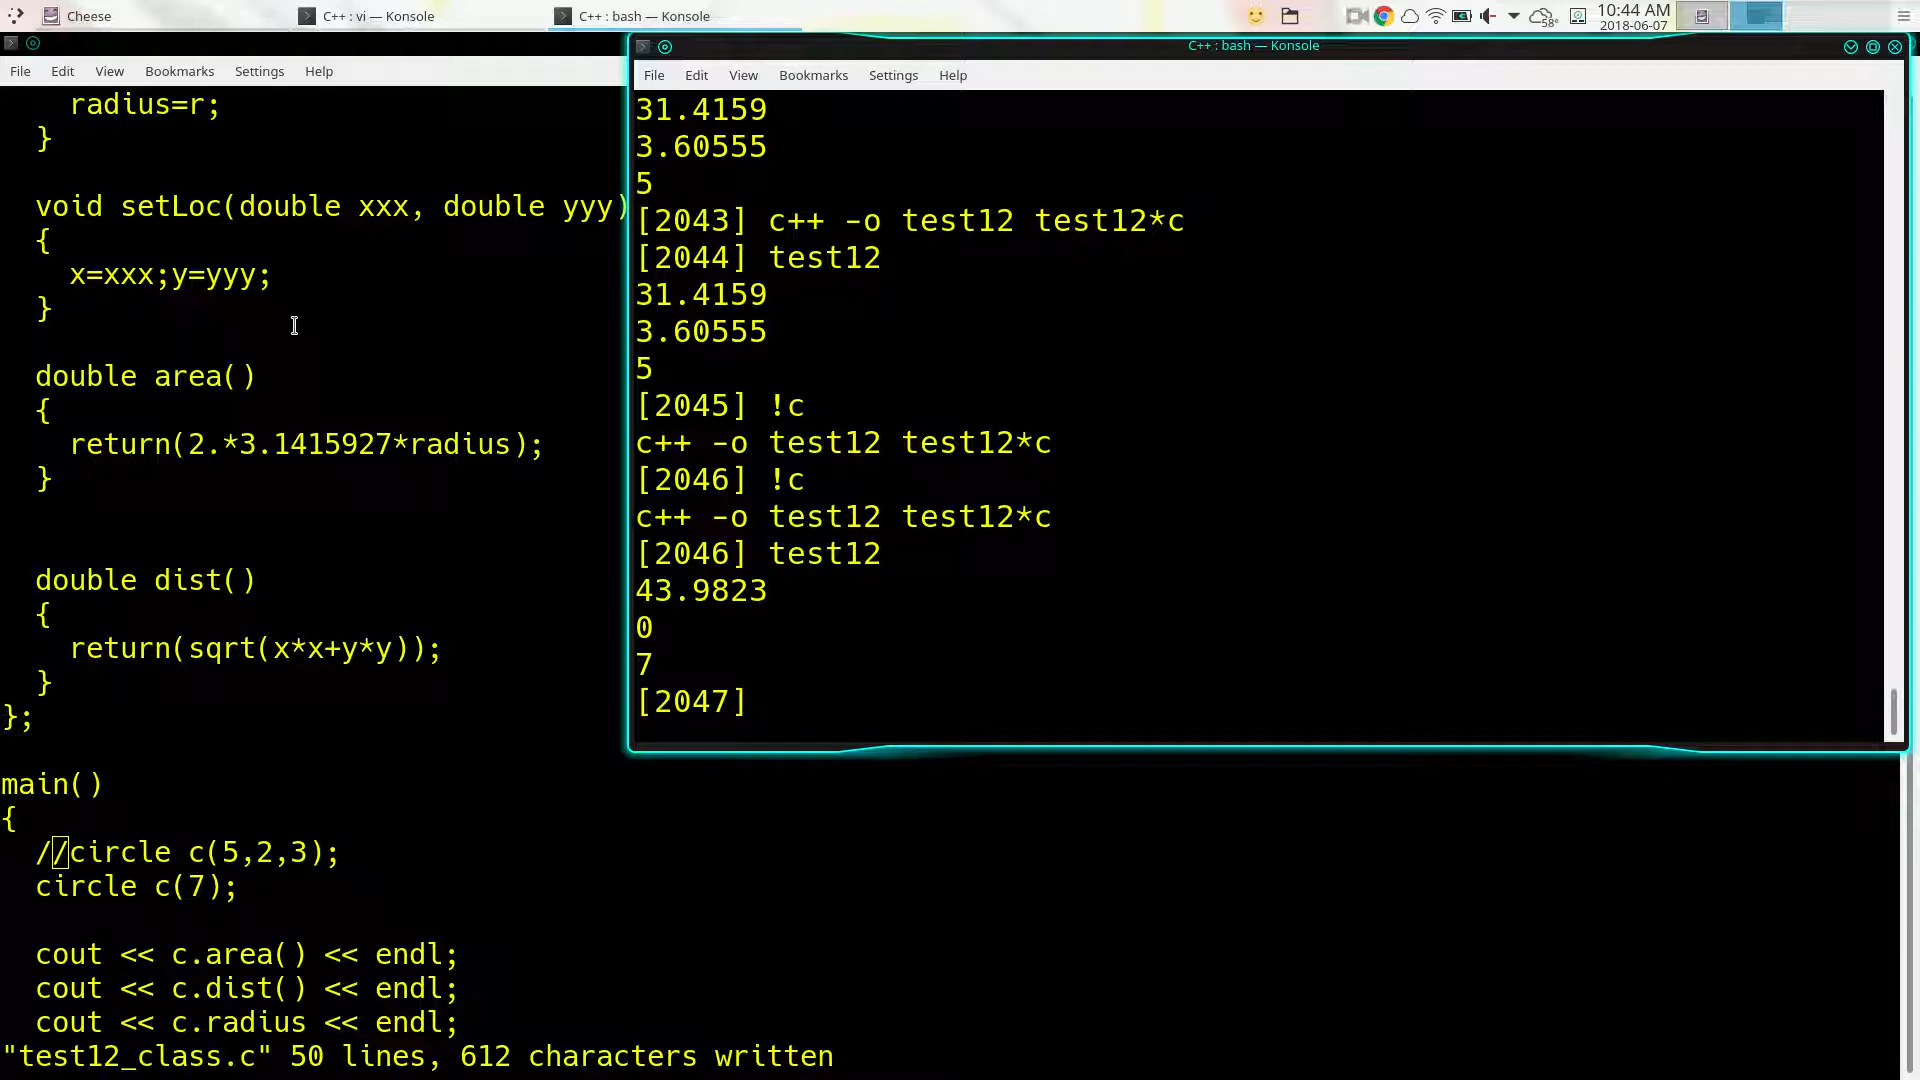 Cheese
C++ : vi — Konsole
C++ : bash — Konsole
58°
10:44 AM
2018-06-07
File Edit View Bookmarks Settings Help
radius=r;
}
void setLoc(double xxx, double yyy)
{
x=xxx;y=yyy;
}
double area()
{
return(2.*3.1415927*radius);
}
double dist()
{
return(sqrt(x*x+y*y));
}
};
main()
{
//circle c(5,2,3);
circle c(7);
cout << c.area() << endl;
cout << c.dist() << endl;
cout << c.radius << endl;
"test12_class.c" 50 lines, 612 characters written
C++ : bash — Konsole
File Edit View Bookmarks Settings Help
31.4159
3.60555
5
[2043] c++ -o test12 test12*c
[2044] test12
31.4159
3.60555
5
[2045] !c
c++ -o test12 test12*c
[2046] !c
c++ -o test12 test12*c
[2046] test12
43.9823
0
7
[2047]